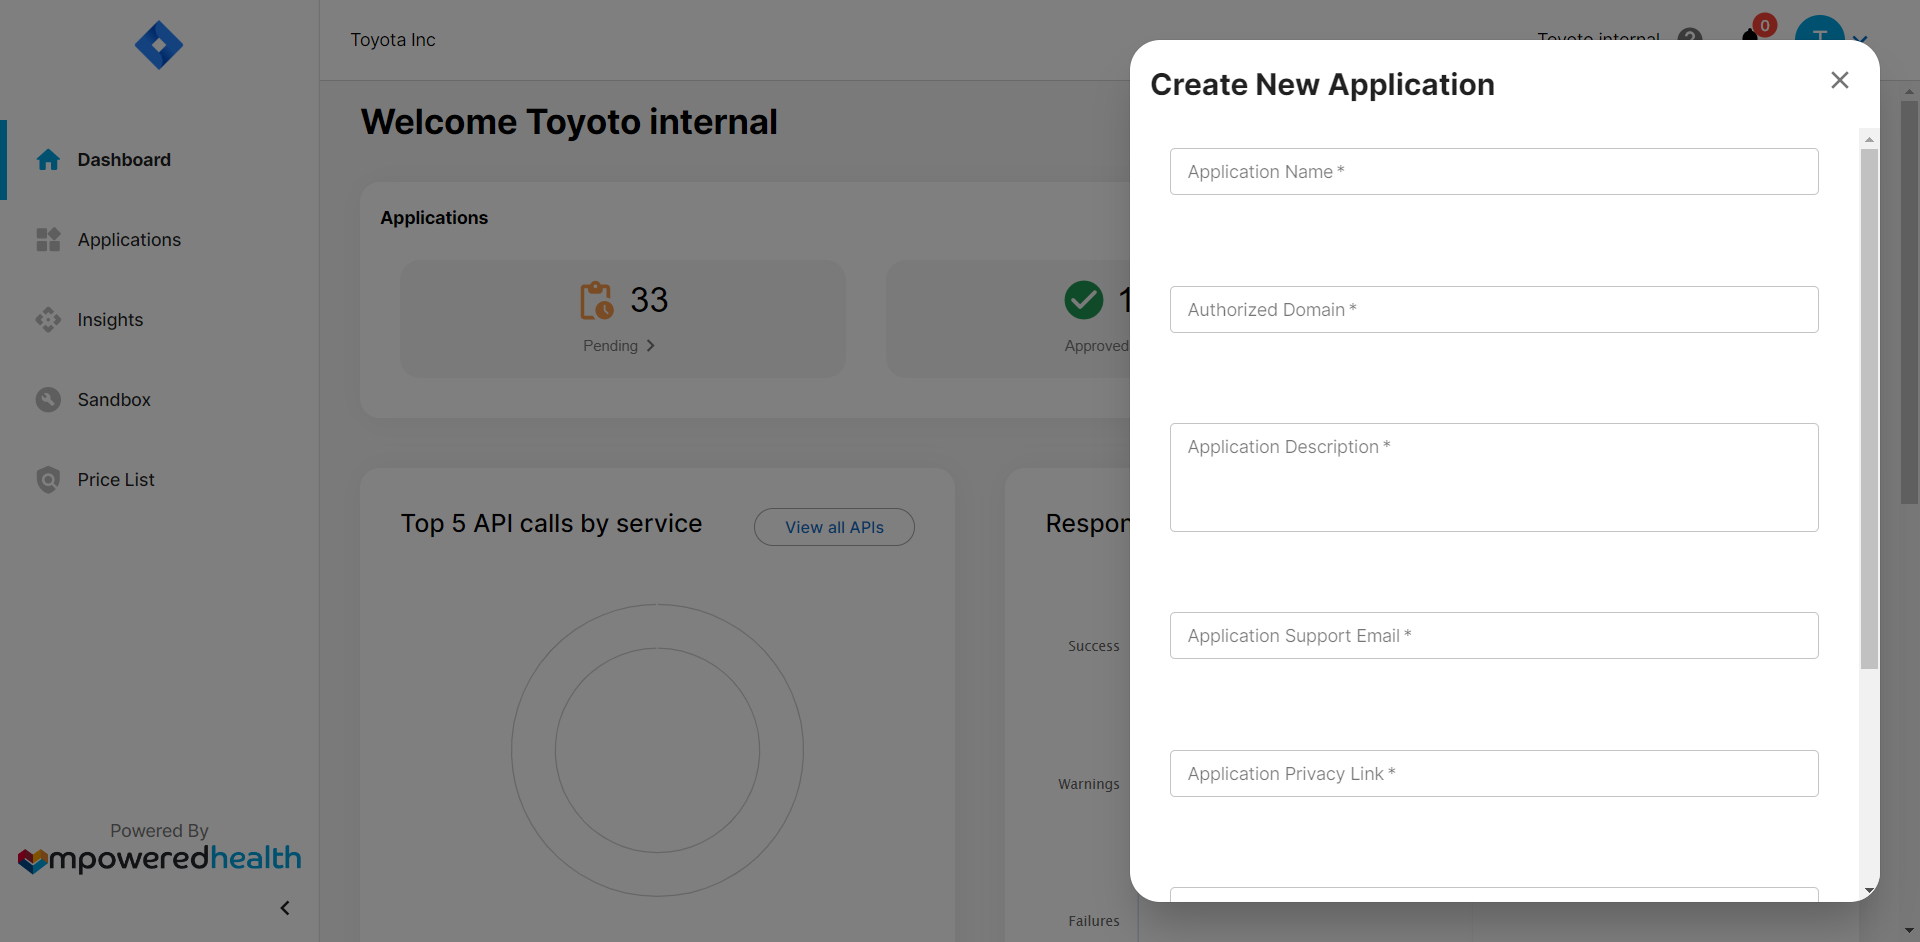 Toyota Inc
Toyoto internal
?
0
T
Dashboard
Applications
Insights
Sandbox
Price List
Powered By
mpoweredhealth
Welcome Toyoto internal
Applications
33
Pending
1
Approved
Top 5 API calls by service
View all APIs
Respon
Success
Warnings
Failures
Create New Application
Application Name *
Authorized Domain *
Application Description *
Application Support Email *
Application Privacy Link *